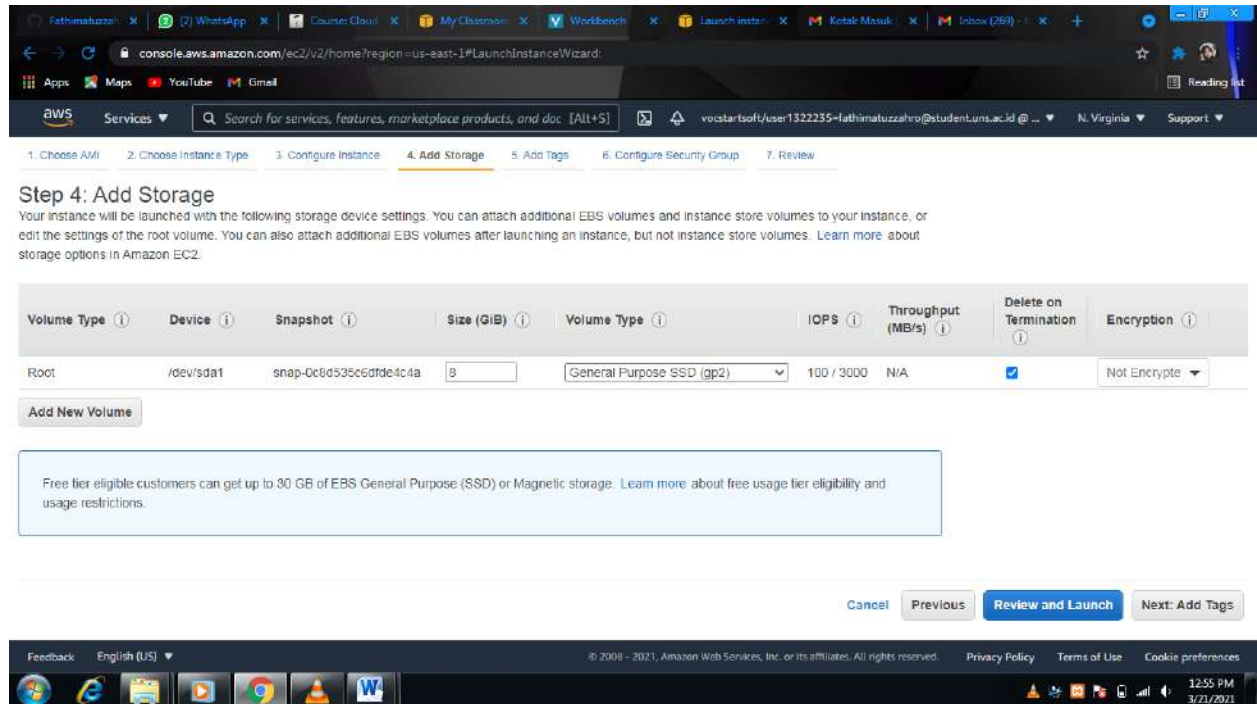 Fathimatuzzah
(2) WhatsApp
Course: Cloud
My Classroom
Workbench
Launch instan
Kotak Masuk
Inbox (269) -
console.aws.amazon.com/ec2/v2/home?region=us-east-1#LaunchInstanceWizard:
Apps Maps YouTube Gmail Reading list
aws Services Search for services, features, marketplace products, and doc [Alt+S] vocstartsoft/user1322235=fathimatuzzahro@student.uns.ac.id @ ... N. Virginia Support
1. Choose AMI 2. Choose Instance Type 3. Configure Instance 4. Add Storage 5. Add Tags 6. Configure Security Group 7. Review
Step 4: Add Storage
Your instance will be launched with the following storage device settings. You can attach additional EBS volumes and instance store volumes to your instance, or
edit the settings of the root volume. You can also attach additional EBS volumes after launching an instance, but not instance store volumes. Learn more about
storage options in Amazon EC2.
Volume Type Device Snapshot Size (GiB) Volume Type IOPS Throughput (MB/s) Delete on Termination Encryption
Root /dev/sda1 snap-0c8d535c6dfde4c4a 8 General Purpose SSD (gp2) 100 / 3000 N/A Not Encrypte
Add New Volume
Free tier eligible customers can get up to 30 GB of EBS General Purpose (SSD) or Magnetic storage. Learn more about free usage tier eligibility and
usage restrictions.
Cancel Previous Review and Launch Next: Add Tags
Feedback English (US) © 2008 - 2021, Amazon Web Services, Inc. or its affiliates. All rights reserved. Privacy Policy Terms of Use Cookie preferences
12:55 PM
3/21/2021